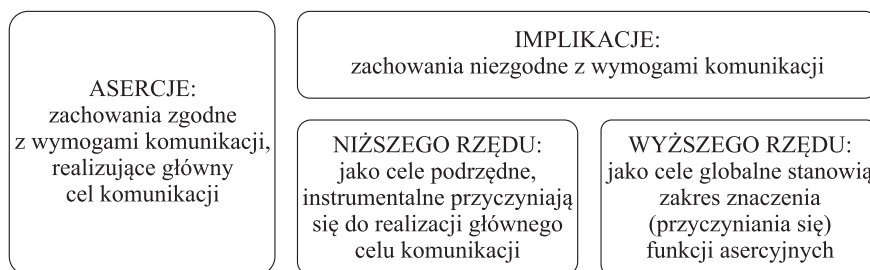 ASERCJE:
zachowania zgodne
z wymogami komunikacji,
realizujące główny
cel komunikacji
IMPLIKACJE:
zachowania niezgodne z wymogami komunikacji
NIŻSZEGO RZĘDU:
jako cele podrzędne,
instrumentalne przyczyniają
się do realizacji głównego
celu komunikacji
WYŻSZEGO RZĘDU:
jako cele globalne stanowią
zakres znaczenia
(przyczyniania się)
funkcji asercyjnych